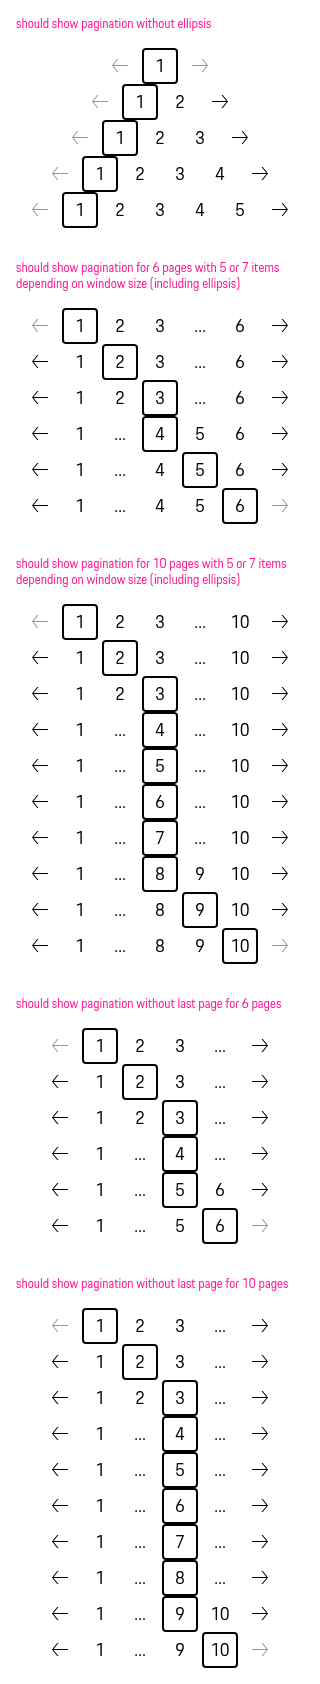 should show pagination without ellipsis
← 1 →
← 1 2 →
← 1 2 3 →
← 1 2 3 4 →
← 1 2 3 4 5 →
should show pagination for 6 pages with 5 or 7 items
depending on window size (including ellipsis)
← 1 2 3 ... 6 →
← 1 2 3 ... 6 →
← 1 2 3 ... 6 →
← 1 ... 4 5 6 →
← 1 ... 4 5 6 →
← 1 ... 4 5 6 →
should show pagination for 10 pages with 5 or 7 items
depending on window size (including ellipsis)
← 1 2 3 ... 10 →
← 1 2 3 ... 10 →
← 1 2 3 ... 10 →
← 1 ... 4 ... 10 →
← 1 ... 5 ... 10 →
← 1 ... 6 ... 10 →
← 1 ... 7 ... 10 →
← 1 ... 8 9 10 →
← 1 ... 8 9 10 →
← 1 ... 8 9 10 →
should show pagination without last page for 6 pages
← 1 2 3 ... →
← 1 2 3 ... →
← 1 2 3 ... →
← 1 ... 4 ... →
← 1 ... 5 6 →
← 1 ... 5 6 →
should show pagination without last page for 10 pages
← 1 2 3 ... →
← 1 2 3 ... →
← 1 2 3 ... →
← 1 ... 4 ... →
← 1 ... 5 ... →
← 1 ... 6 ... →
← 1 ... 7 ... →
← 1 ... 8 ... →
← 1 ... 9 10 →
← 1 ... 9 10 →